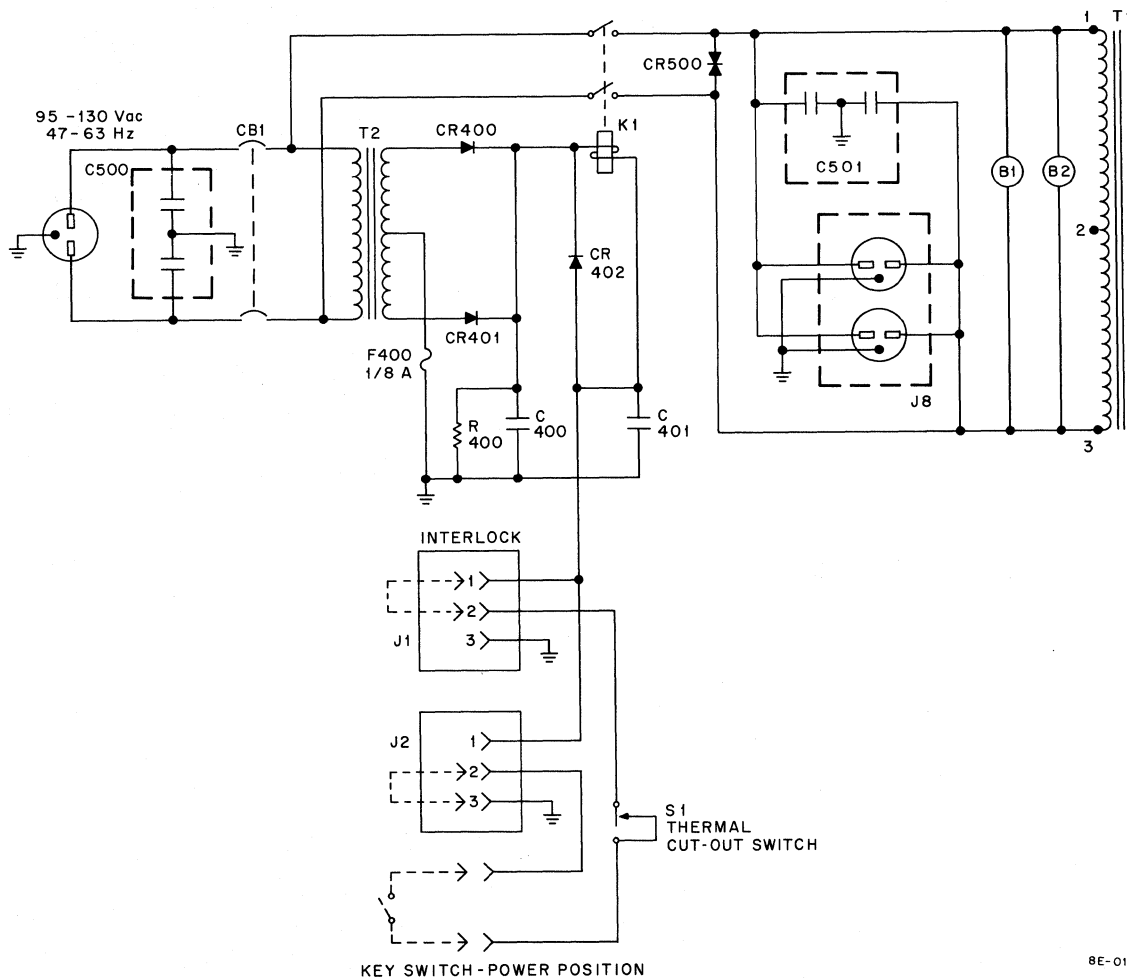 1 T
95 -130 Vac
47-63 Hz
CB1
T2
CR400
K1
CR500
C500
C501
B1
B2
2
CR
402
CR401
F400
1/8 A
J8
R
400
C
400
C
401
3
INTERLOCK
1
2
J1
3
J2
1
2
3
S1
THERMAL
CUT-OUT SWITCH
KEY SWITCH-POWER POSITION
8E-01